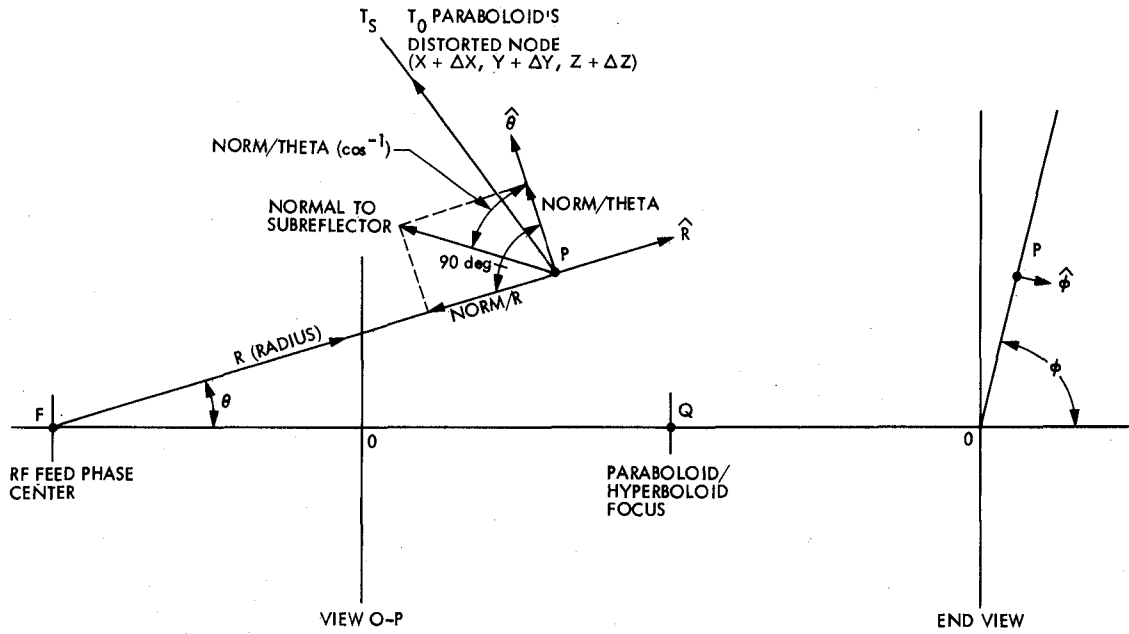 T_S T_0 PARABOLOID'S
DISTORTED NODE
(X + ΔX, Y + ΔY, Z + ΔZ)
θ̂
NORM/THETA (cos⁻¹)
NORMAL TO
SUBREFLECTOR
NORM/THETA
R̂
P
90 deg
NORM/R
R (RADIUS)
θ
F
0
Q
RF FEED PHASE
CENTER
PARABOLOID/
HYPERBOLOID
FOCUS
VIEW O-P
P
φ̂
φ
0
END VIEW